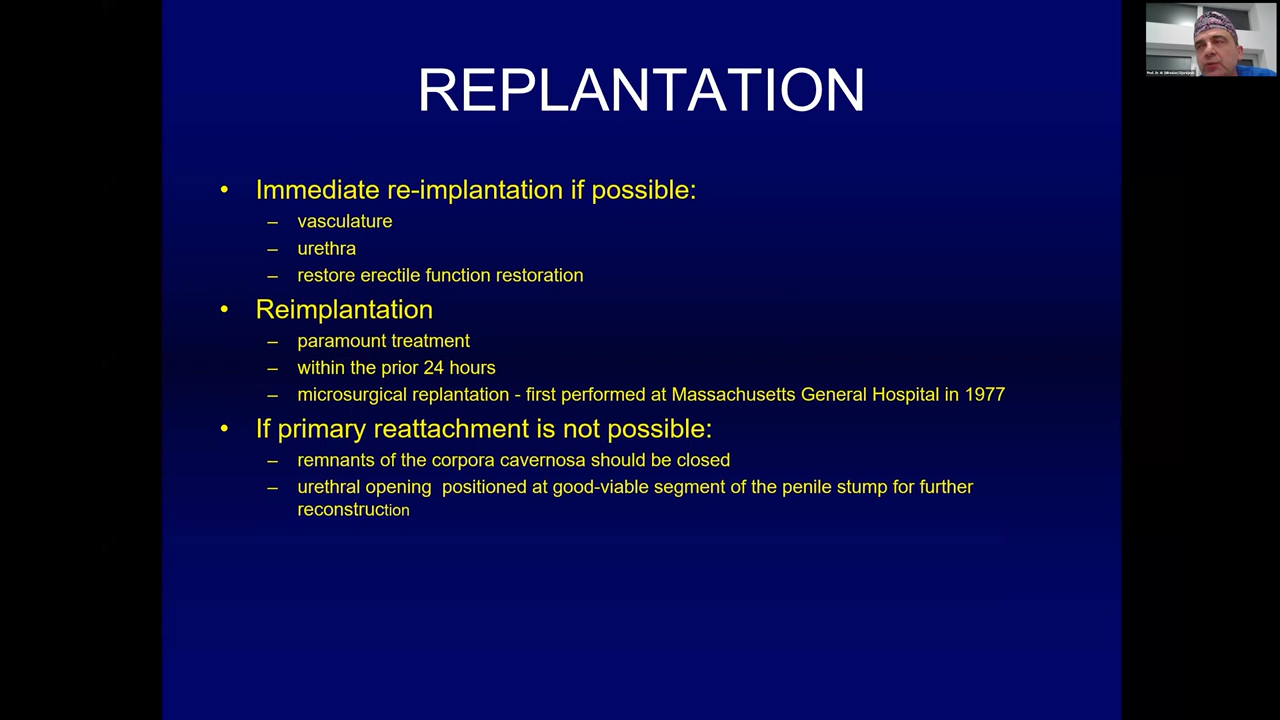 REPLANTATION
• Immediate re-implantation if possible:
– vasculature
– urethra
– restore erectile function restoration
• Reimplantation
– paramount treatment
– within the prior 24 hours
– microsurgical replantation - first performed at Massachusetts General Hospital in 1977
• If primary reattachment is not possible:
– remnants of the corpora cavernosa should be closed
– urethral opening  positioned at good-viable segment of the penile stump for further
reconstruction
Prof. Dr.